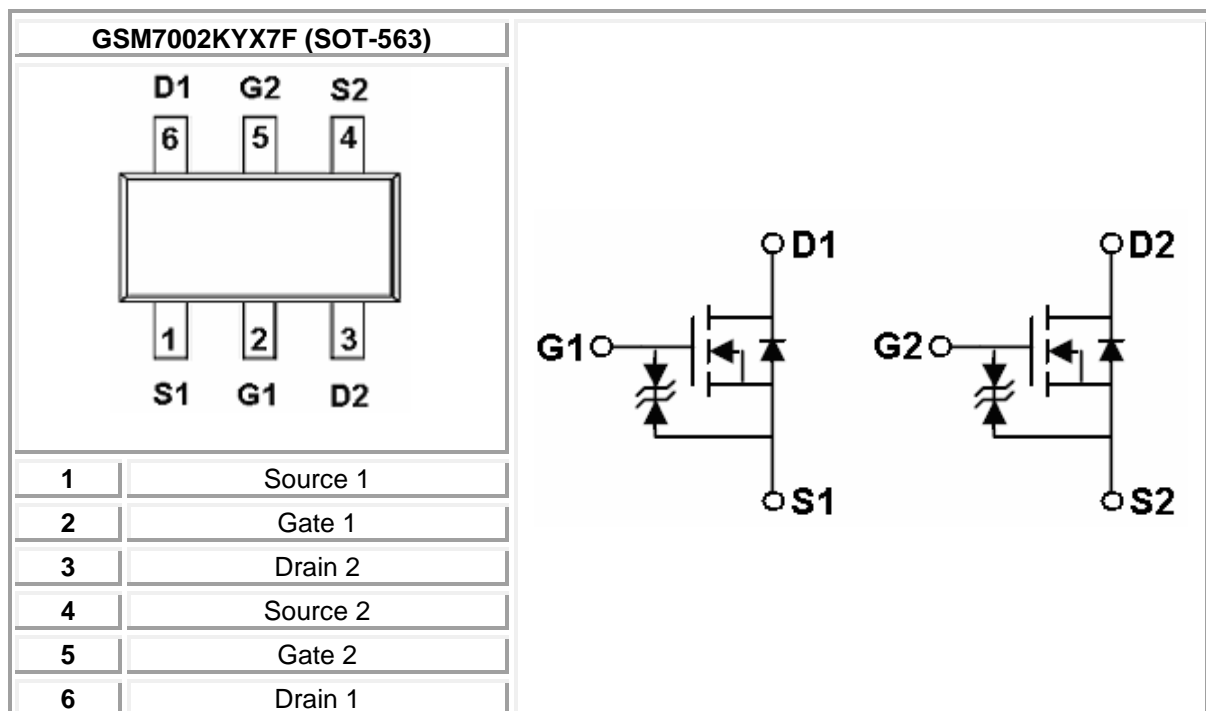 GSM7002KYX7F (SOT-563)
D1 G2 S2
6 5 4
1 2 3
S1 G1 D2
1 Source 1
2 Gate 1
3 Drain 2
4 Source 2
5 Gate 2
6 Drain 1
D1 D2
G1 G2
S1 S2